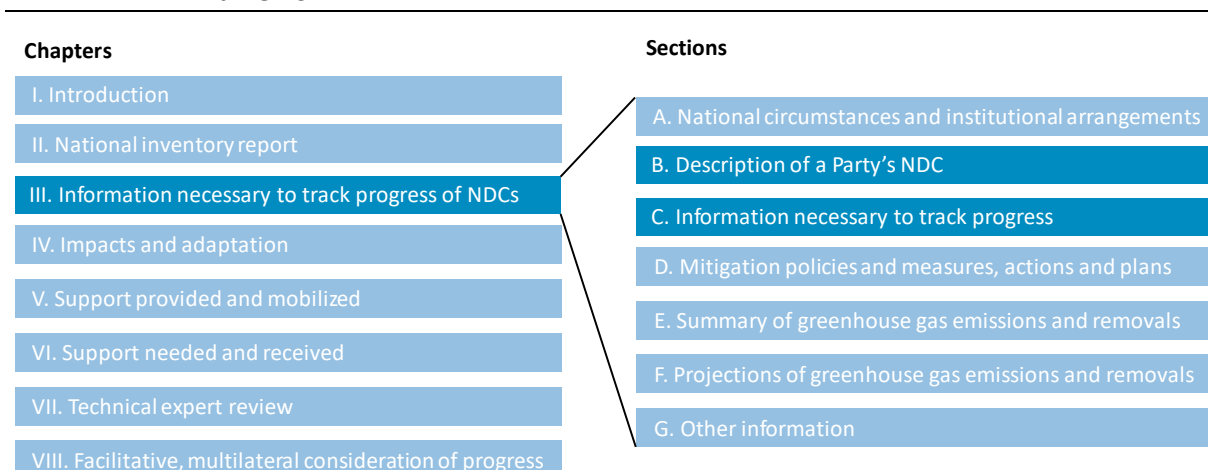 Chapters
I. Introduction
II. National inventory report
III. Information necessary to track progress of NDCs
IV. Impacts and adaptation
V. Support provided and mobilized
VI. Support needed and received
VII. Technical expert review
VIII. Facilitative, multilateral consideration of progress
Sections
A. National circumstances and institutional arrangements
B. Description of a Party’s NDC
C. Information necessary to track progress
D. Mitigation policies and measures, actions and plans
E. Summary of greenhouse gas emissions and removals
F. Projections of greenhouse gas emissions and removals
G. Other information